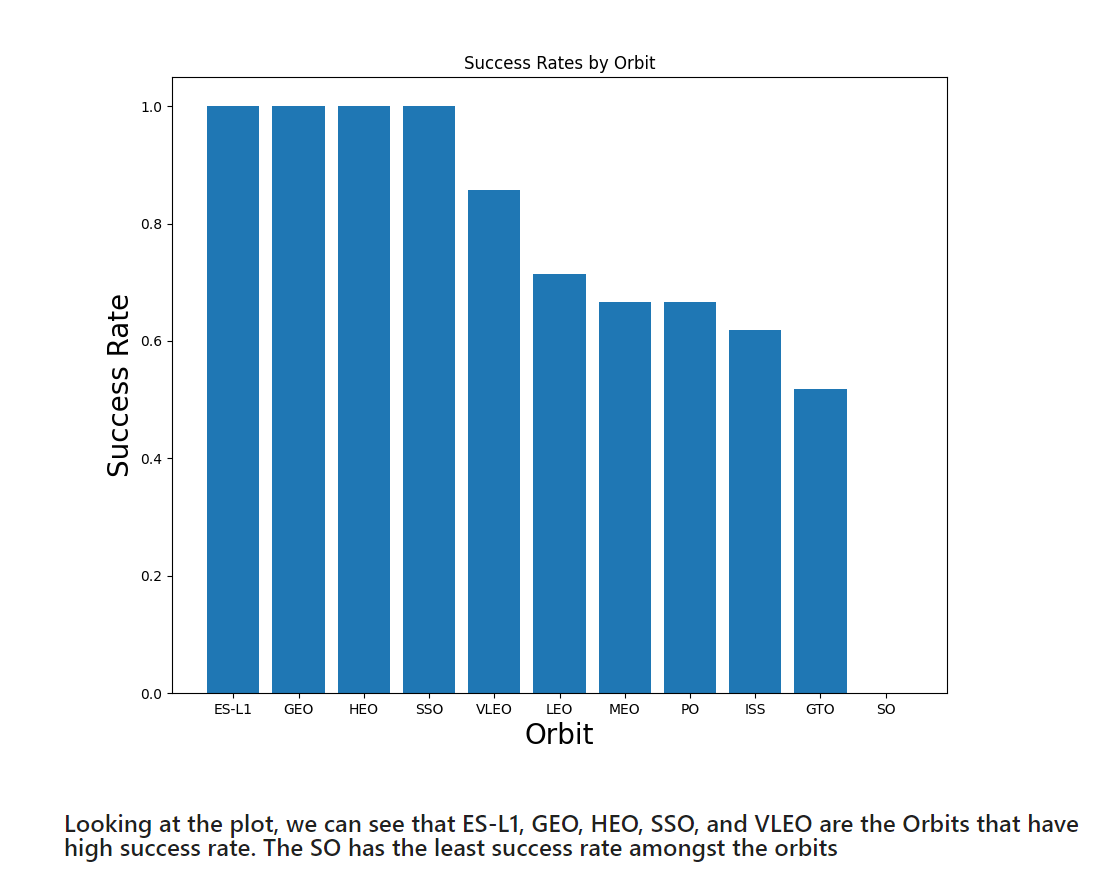 Success Rates by Orbit
1.0
0.8
0.6
0.4
0.2
0.0
Success Rate
ES-L1 GEO HEO SSO VLEO LEO MEO PO ISS GTO SO
Orbit
Looking at the plot, we can see that ES-L1, GEO, HEO, SSO, and VLEO are the Orbits that have
high success rate. The SO has the least success rate amongst the orbits